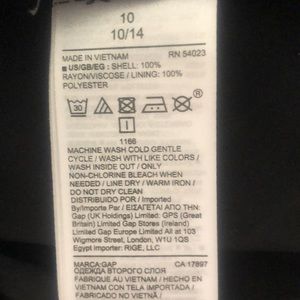 10
10/14
MADE IN VIETNAM RN 54023
■ US/GB/EG : SHELL: 100%
RAYON/VISCOSE / LINING: 100%
POLYESTER
30
I
1166
MACHINE WASH COLD GENTLE
CYCLE / WASH WITH LIKE COLORS /
WASH INSIDE OUT / ONLY
NON-CHLORINE BLEACH WHEN
NEEDED / LINE DRY / WARM IRON /
DO NOT DRY CLEAN
DISTRIBUIDO POR / Imported
By/Importe Par / ΕΙΣΑΓΕΤΑΙ ΑΠΟ ΤΗΝ:
Gap (UK Holdings) Limited: GPS (Great
Britain) Limited Gap Stores (Ireland)
Limited Gap Europe Limited All at 103
Wigmore Street, London, W1U 1QS
Egypt importer: RIGE, LLC
MARCA:GAP CA 17897
ОДЕЖДА ВТОРОГО СЛОЯ
FABRIQUÉ AU VIETNAM / HECHO EN
VIETNAM CON TELA IMPORTADA /
FABRICADO NO VIETNÃ